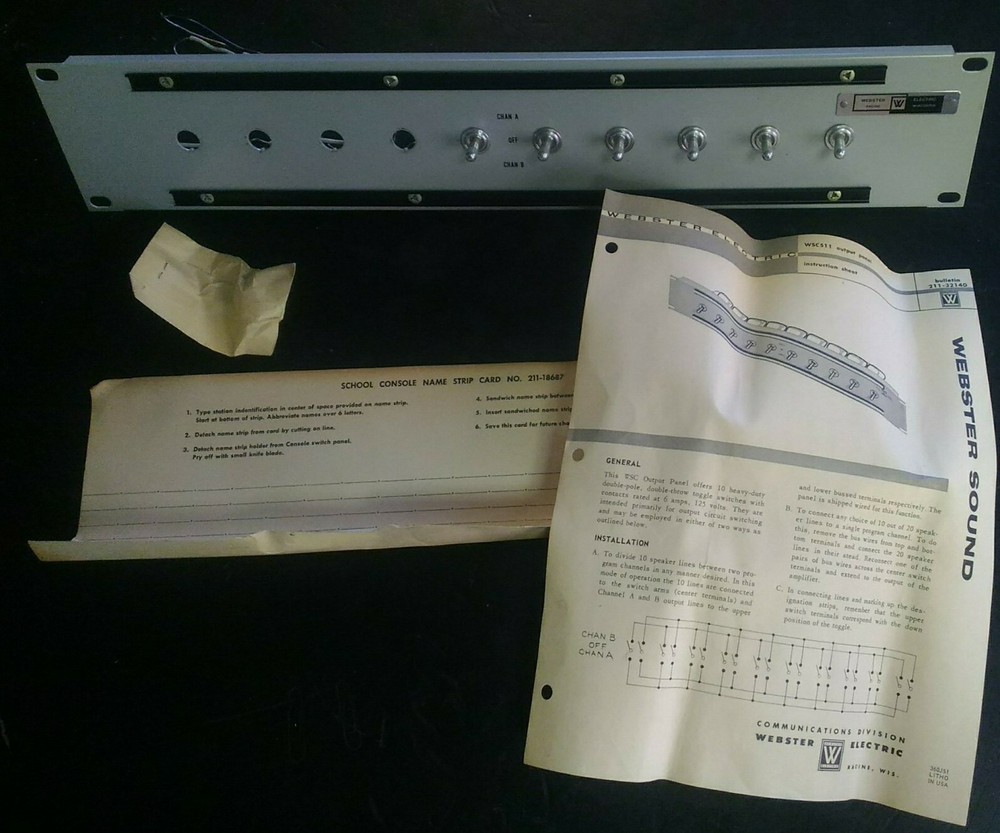 CHAN A
OFF
CHAN B
WEBSTER
ELECTRIC
W
RACINE
WISCONSIN
SCHOOL CONSOLE NAME STRIP CARD NO. 211-18687
1. Type station indentification in center of space provided on name strip.
Start at bottom of strip. Abbreviate names over 6 letters.
2. Detach name strip from card by cutting on line.
3. Detach name strip holder from Console switch panel.
Pry off with small knife blade.
4. Sandwich name strip between
5. Insert sandwiched name strip
6. Save this card for future
WEBSTER ELECTRIC
WSC511 output panel
instruction sheet
bulletin
211-22140
W
WEBSTER SOUND
GENERAL
This WSC Output Panel offers 10 heavy-duty
double-pole, double-throw toggle switches with
contacts rated at 6 amps, 125 volts. They are
intended primarily for output circuit switching
and may be employed in either of two ways as
outlined below.
INSTALLATION
A. To divide 10 speaker lines between two pro-
gram channels in any manner desired. In this
mode of operation the 10 lines are connected
to the switch arms (center terminals) and
Channel A and B output lines to the upper
and lower bussed terminals respectively. The
panel is shipped wired for this function.
B. To connect any choice of 10 out of 20 speak-
er lines to a single program channel. To do
this, remove the bus wires from top and bot-
tom terminals and connect the 20 speaker
lines in their stead. Reconnect one of the
pairs of bus wires across the center switch
terminals and extend to the output of the
amplifier.
C. In connecting lines and marking up the des-
ignation strips, remember that the upper
switch terminals correspond with the down
position of the toggle.
CHAN B
OFF
CHAN A
COMMUNICATIONS DIVISION
WEBSTER W ELECTRIC
RACINE, WIS.
LITHO
IN USA